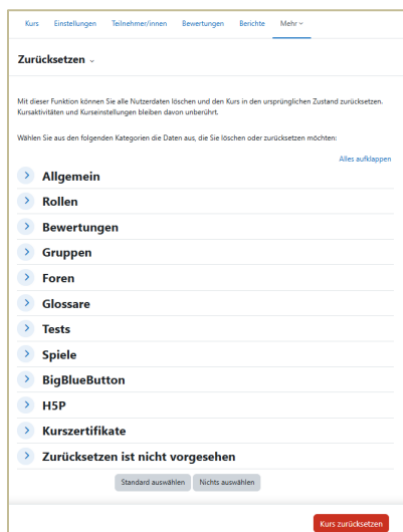 Kurs Einstellungen Teilnehmer/innen Bewertungen Berichte Mehr
Zurücksetzen
Mit dieser Funktion können Sie alle Nutzerdaten löschen und den Kurs in den ursprünglichen Zustand zurücksetzen.
Kursaktivitäten und Kurseinstellungen bleiben davon unberührt.
Wählen Sie aus den folgenden Kategorien die Daten aus, die Sie löschen oder zurücksetzen möchten:
Alles aufklappen
Allgemein
Rollen
Bewertungen
Gruppen
Foren
Glossare
Tests
Spiele
BigBlueButton
H5P
Kurszertifikate
Zurücksetzen ist nicht vorgesehen
Standard auswählen Nichts auswählen
Kurs zurücksetzen